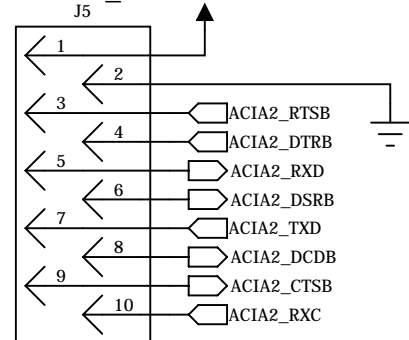 J5
1
2
3 ACIA2_RTSB
4 ACIA2_DTRB
5 ACIA2_RXD
6 ACIA2_DSRB
7 ACIA2_TXD
8 ACIA2_DCDB
9 ACIA2_CTSB
10 ACIA2_RXC